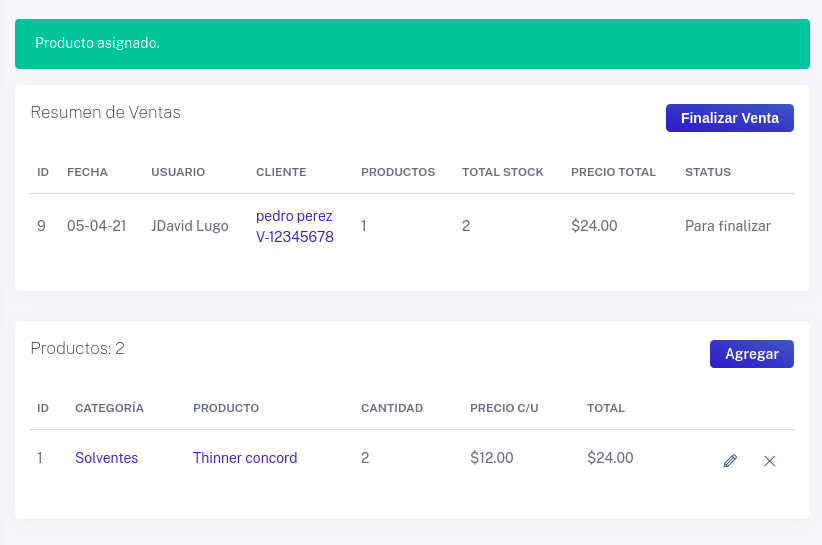 Producto asignado.
Resumen de Ventas
Finalizar Venta
ID FECHA USUARIO CLIENTE PRODUCTOS TOTAL STOCK PRECIO TOTAL STATUS
9 05-04-21 JDavid Lugo pedro perez V-12345678 1 2 $24.00 Para finalizar
Productos: 2
Agregar
ID CATEGORÍA PRODUCTO CANTIDAD PRECIO C/U TOTAL
1 Solventes Thinner concord 2 $12.00 $24.00